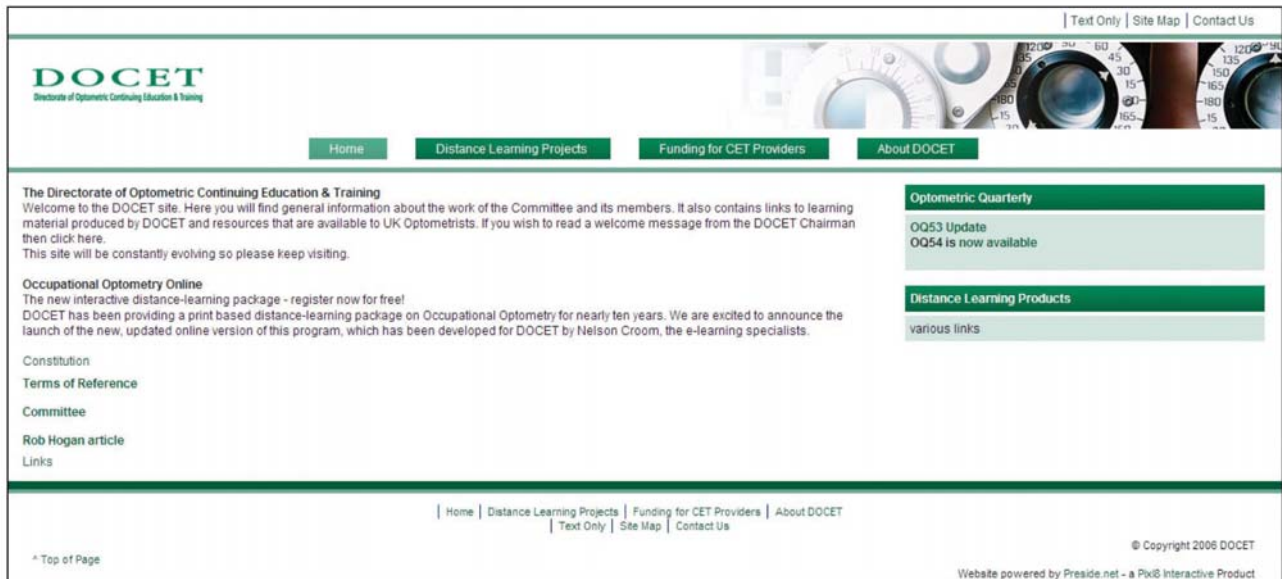 Text Only | Site Map | Contact Us
DOCET
Directorate of Optometric Continuing Education & Training
Home
Distance Learning Projects
Funding for CET Providers
About DOCET
The Directorate of Optometric Continuing Education & Training
Welcome to the DOCET site. Here you will find general information about the work of the Committee and its members. It also contains links to learning
material produced by DOCET and resources that are available to UK Optometrists. If you wish to read a welcome message from the DOCET Chairman
then click here.
This site will be constantly evolving so please keep visiting.
Occupational Optometry Online
The new interactive distance-learning package - register now for free!
DOCET has been providing a print based distance-learning package on Occupational Optometry for nearly ten years. We are excited to announce the
launch of the new, updated online version of this program, which has been developed for DOCET by Nelson Croom, the e-learning specialists.
Constitution
Terms of Reference
Committee
Rob Hogan article
Links
Optometric Quarterly
OQ53 Update
OQ54 is now available
Distance Learning Products
various links
| Home | Distance Learning Projects | Funding for CET Providers | About DOCET
| Text Only | Site Map | Contact Us
© Copyright 2006 DOCET
^ Top of Page
Website powered by Preside.net - a Pixl8 Interactive Product